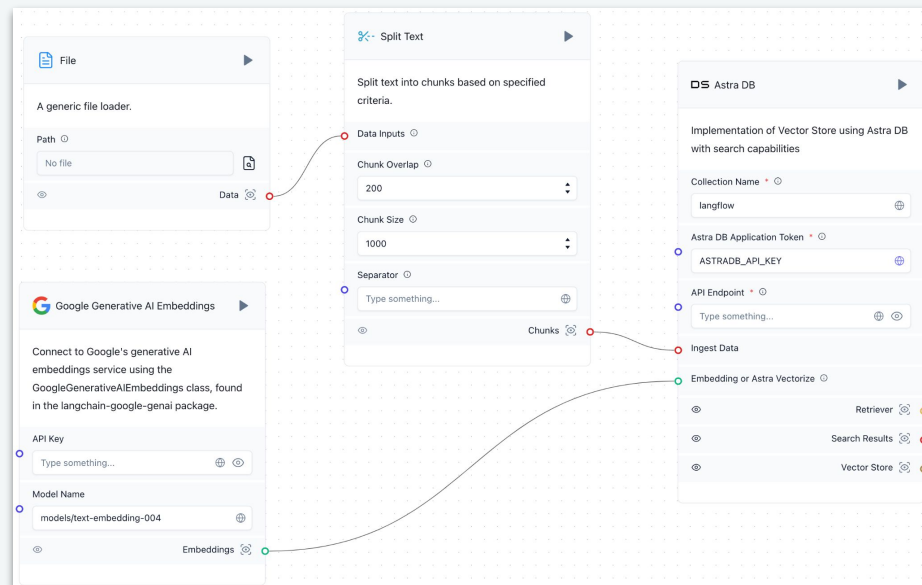 File
A generic file loader.
Path
No file
Data
Google Generative AI Embeddings
Connect to Google's generative AI
embeddings service using the
GoogleGenerativeAIEmbeddings class, found
in the langchain-google-genai package.
API Key
Type something...
Model Name
models/text-embedding-004
Embeddings
Split Text
Split text into chunks based on specified
criteria.
Data Inputs
Chunk Overlap
200
Chunk Size
1000
Separator
Type something...
Chunks
DS Astra DB
Implementation of Vector Store using Astra DB
with search capabilities
Collection Name *
langflow
Astra DB Application Token *
ASTRADB_API_KEY
API Endpoint *
Type something...
Ingest Data
Embedding or Astra Vectorize
Retriever
Search Results
Vector Store